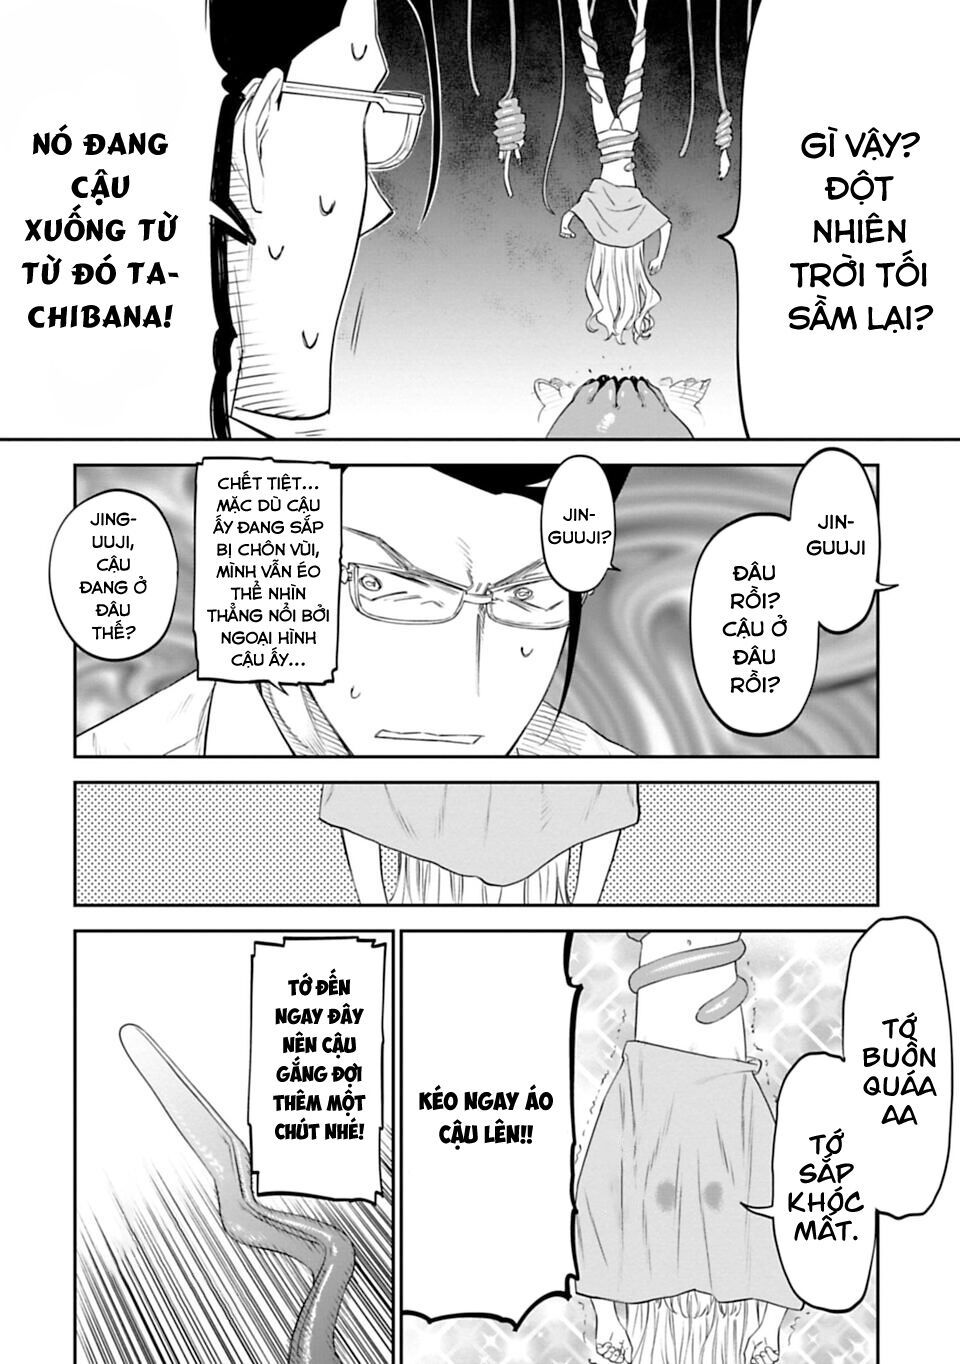 GÌ VẬY?
ĐỘT
NHIÊN
TRỜI TỐI
SẦM LẠI?
NÓ ĐANG
CẬU
XUỐNG TỪ
TỪ ĐÓ TA-
CHIBANA!
JIN-
GUUJI
ĐÂU
RỒI?
CẬU Ở
ĐÂU
RỒI?
JIN-
GUUJI?
CHẾT TIỆT...
MẶC DÙ CẬU
ẤY ĐANG SẮP
BỊ CHÔN VÙI,
MÌNH VẪN ÉO
THỂ NHÌN
THẲNG NỔI BỞI
NGOẠI HÌNH
CẬU ẤY...
JING-
UUJI,
CẬU
ĐANG Ở
ĐÂU
THẾ?
TỚ
BUỒN
QUÁA
AA
TỚ
SẮP
KHÓC
MẤT.
KÉO NGAY ÁO
CẬU LÊN!!
TỚ ĐẾN
NGAY ĐÂY
NÊN CẬU
GẮNG ĐỢI
THÊM MỘT
CHÚT NHÉ!